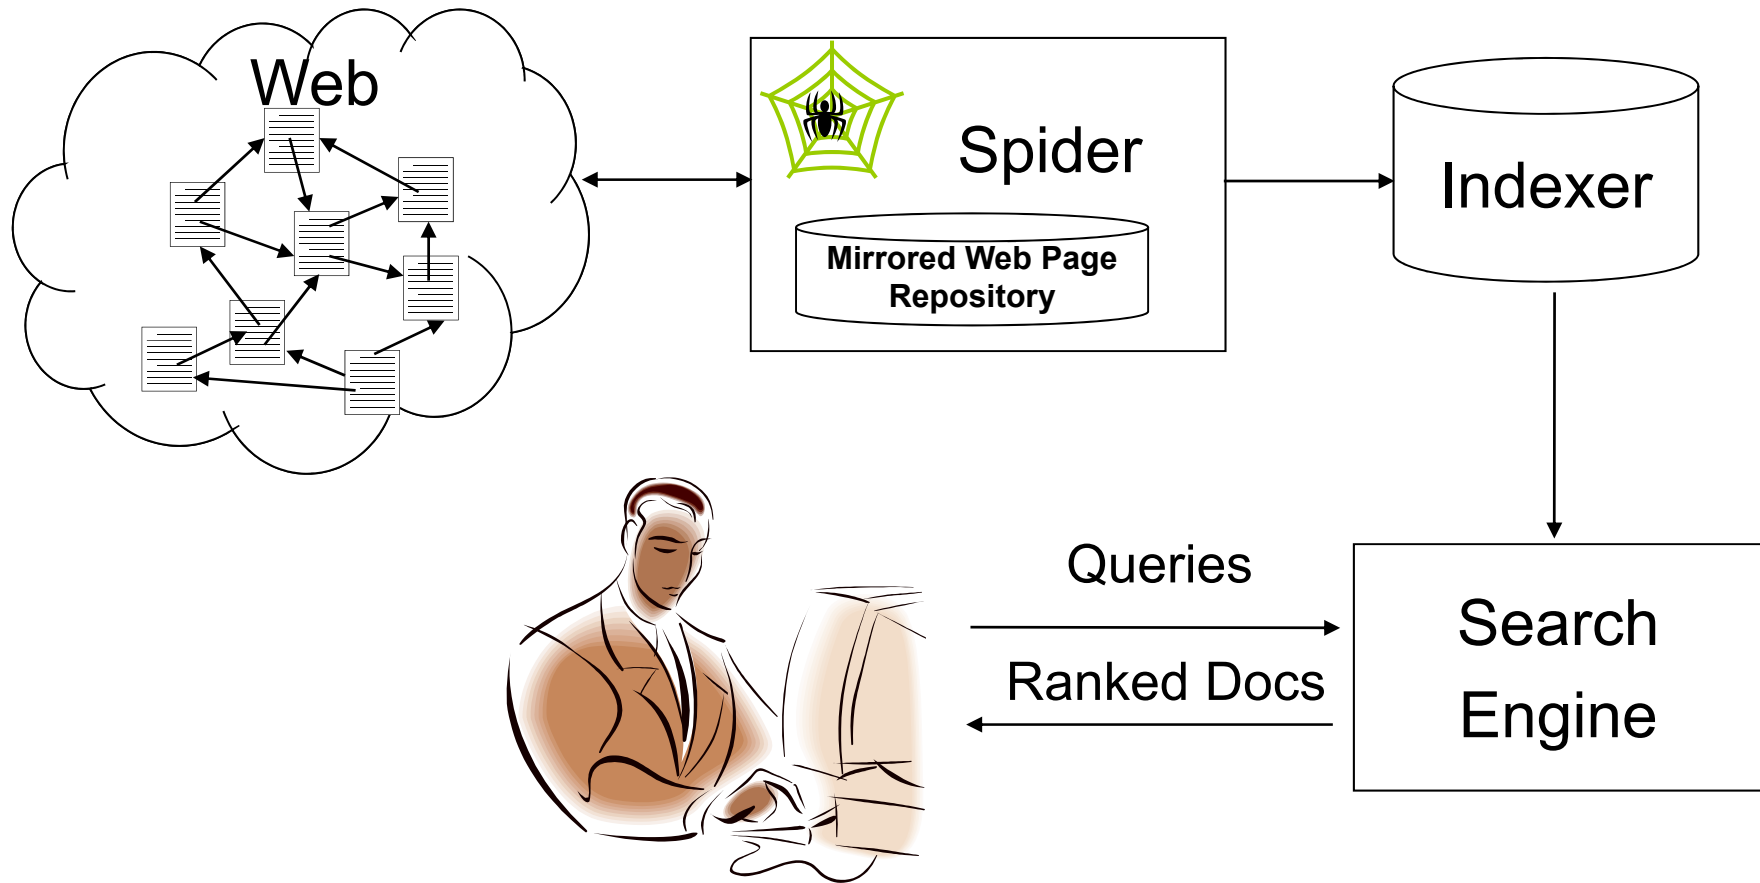 Web
Spider
Mirrored Web Page
Repository
Indexer
Queries
Ranked Docs
Search
Engine